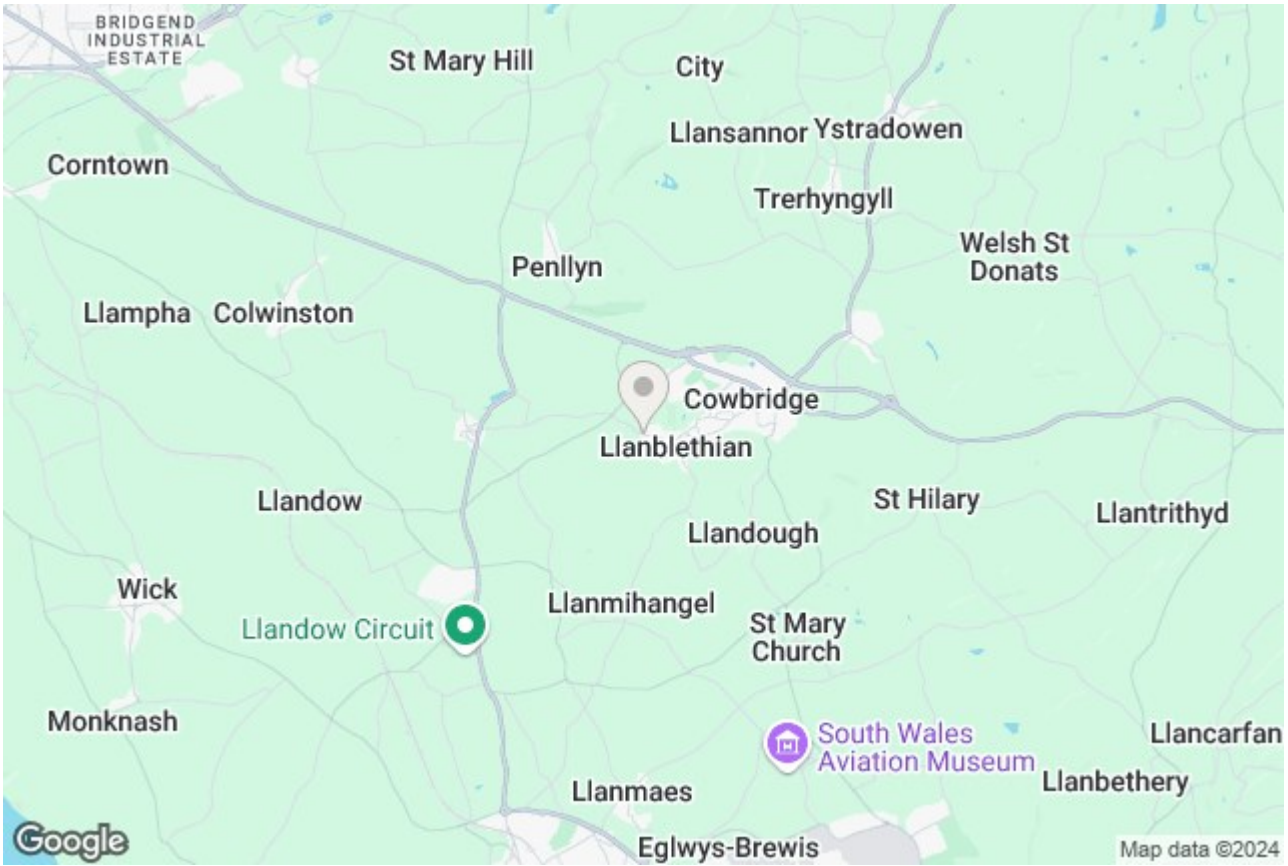 BRIDGEND
INDUSTRIAL
ESTATE
St Mary Hill
City
Llansannor
Ystradowen
Corntown
Trerhyngyll
Welsh St
Donats
Penllyn
Llampha
Colwinston
Cowbridge
Llanblethian
Llandow
St Hilary
Llantrithyd
Llandough
Wick
Llanmihangel
Llandow Circuit
St Mary
Church
Monknash
South Wales
Aviation Museum
Llancarfan
Llanbethery
Llanmaes
Eglwys-Brewis
Google
Map data ©2024